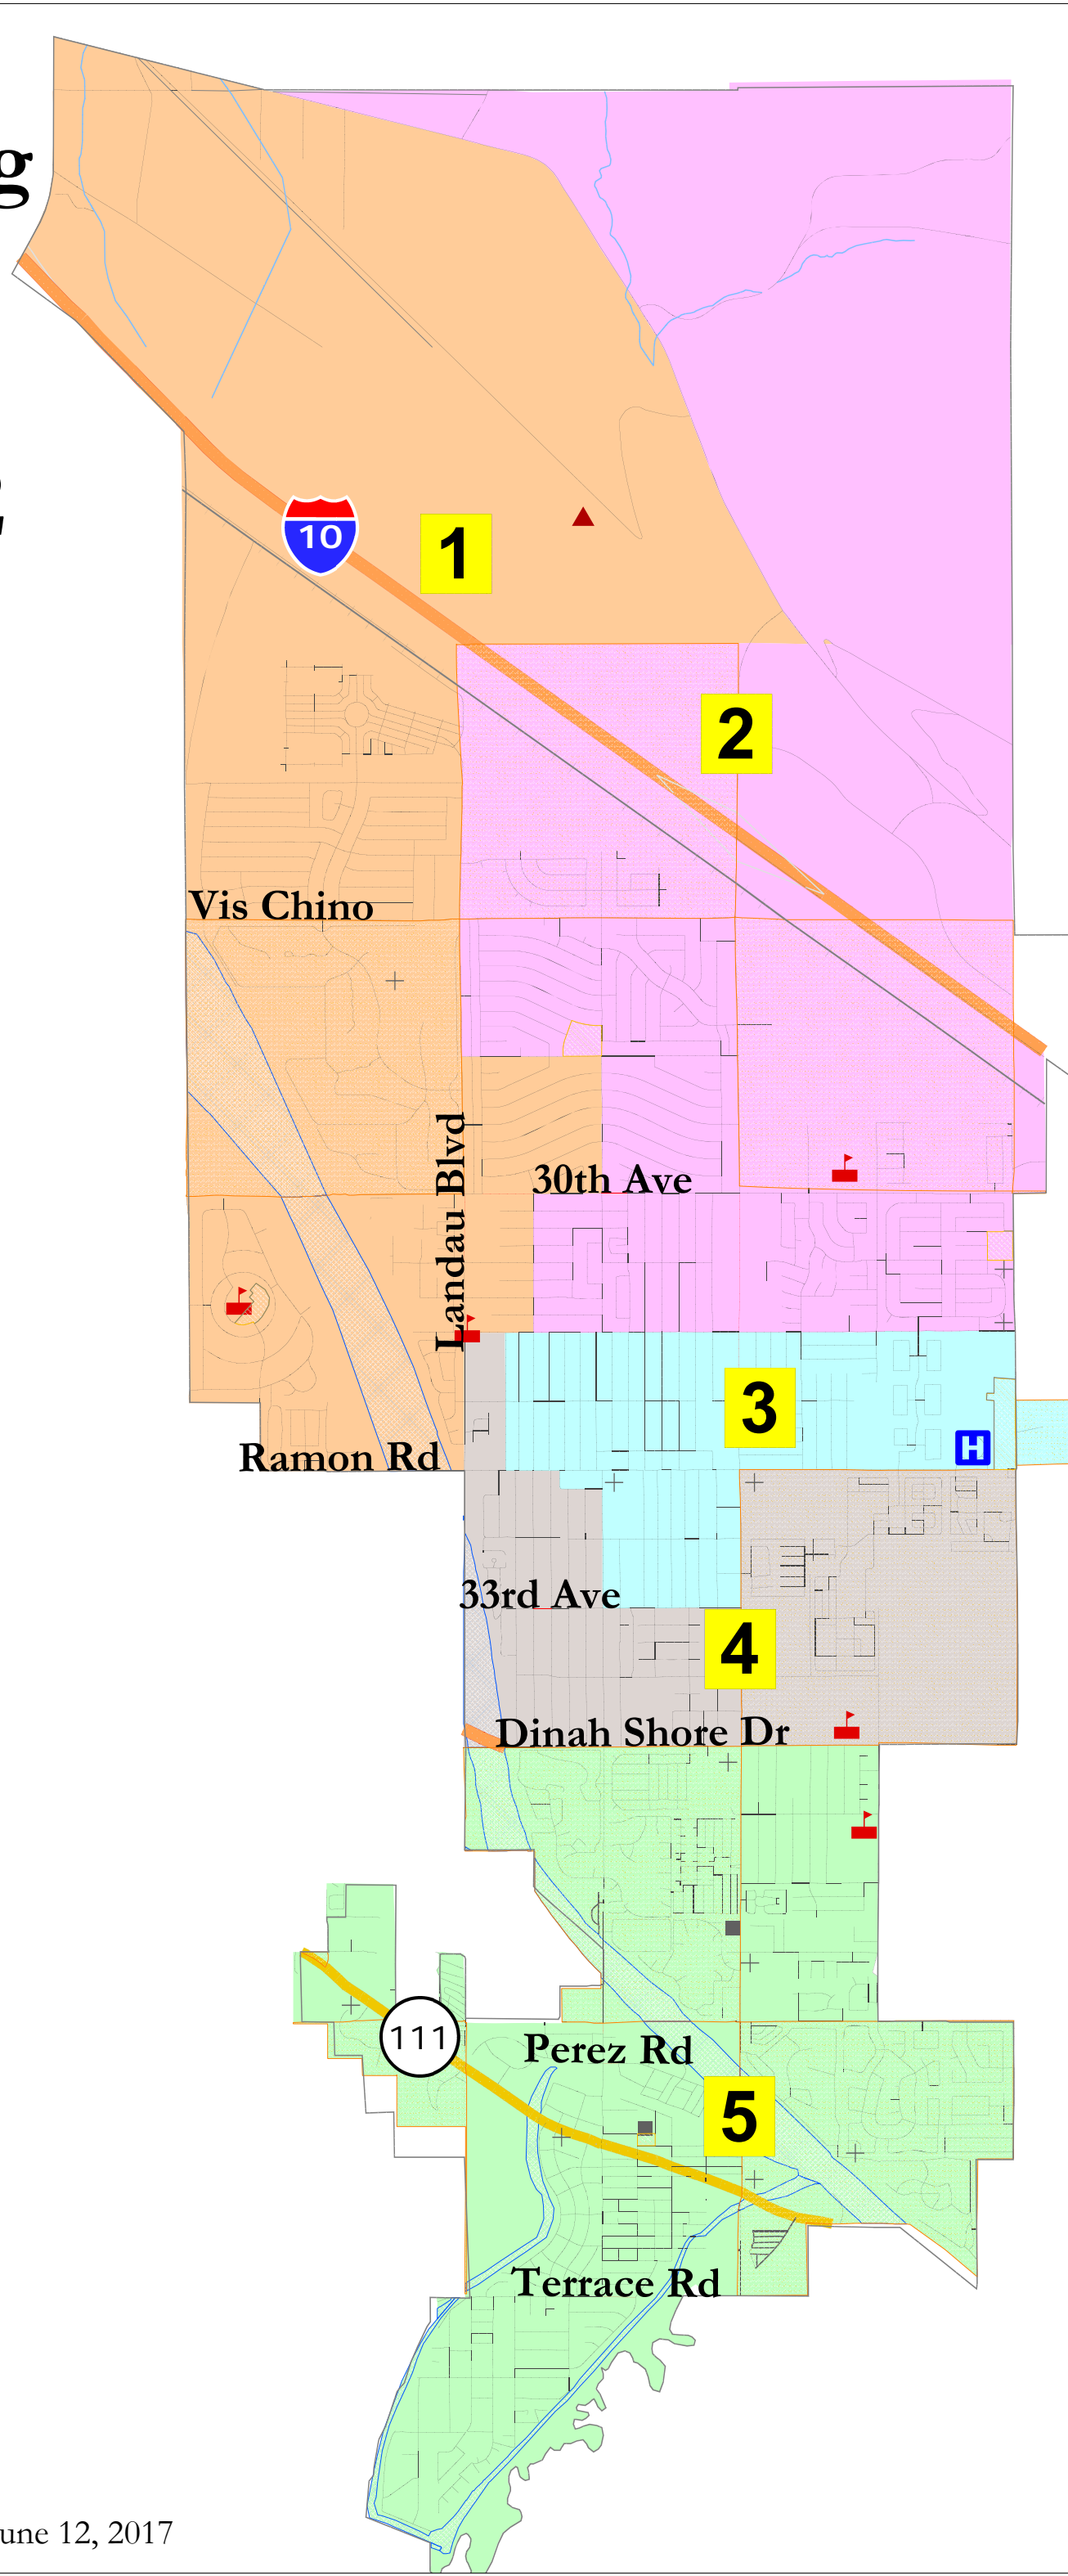 g
10
1
2
Vis Chino
Landau Blvd
30th Ave
3
H
Ramon Rd
33rd Ave
4
Dinah Shore Dr
111
Perez Rd
5
Terrace Rd
une 12, 2017